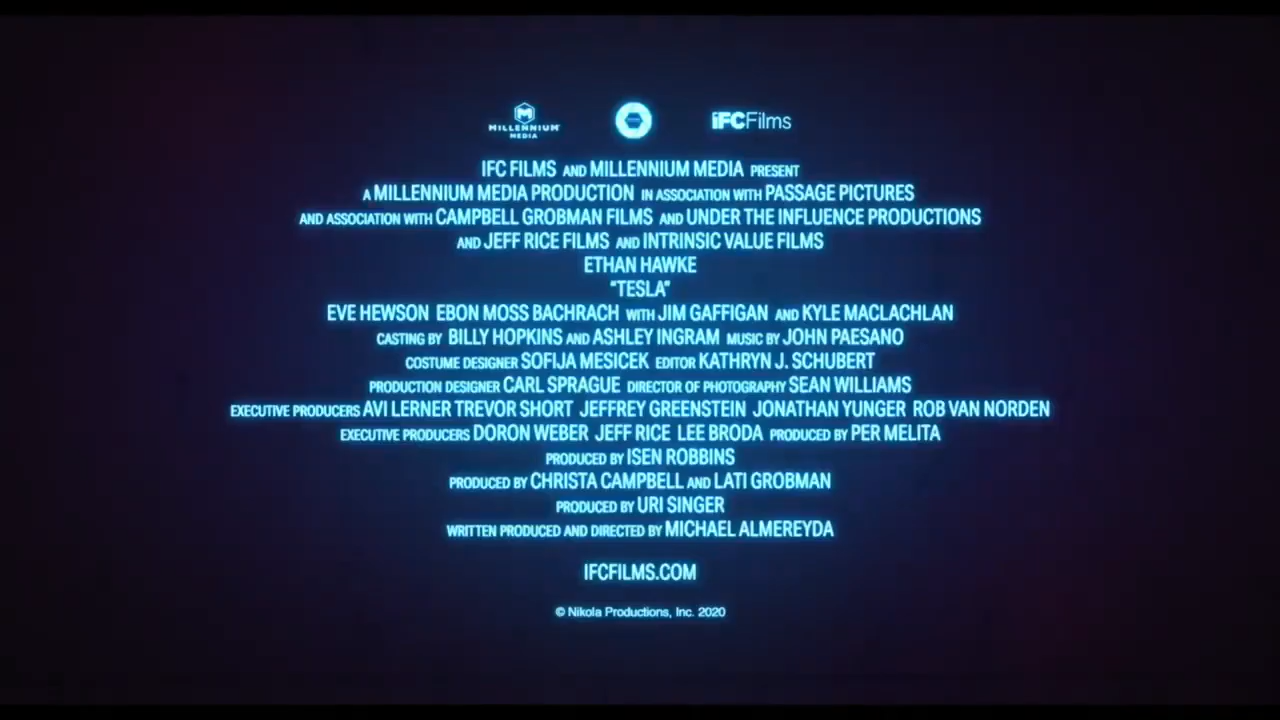 MILLENNIUM
MEDIA
IFC Films
IFC FILMS AND MILLENNIUM MEDIA PRESENT
A MILLENNIUM MEDIA PRODUCTION IN ASSOCIATION WITH PASSAGE PICTURES
AND ASSOCIATION WITH CAMPBELL GROBMAN FILMS AND UNDER THE INFLUENCE PRODUCTIONS
AND JEFF RICE FILMS AND INTRINSIC VALUE FILMS
ETHAN HAWKE
"TESLA"
EVE HEWSON EBON MOSS BACHRACH WITH JIM GAFFIGAN AND KYLE MACLACHLAN
CASTING BY BILLY HOPKINS AND ASHLEY INGRAM MUSIC BY JOHN PAESANO
COSTUME DESIGNER SOFIJA MESICEK EDITOR KATHRYN J. SCHUBERT
PRODUCTION DESIGNER CARL SPRAGUE DIRECTOR OF PHOTOGRAPHY SEAN WILLIAMS
EXECUTIVE PRODUCERS AVI LERNER TREVOR SHORT JEFFREY GREENSTEIN JONATHAN YUNGER ROB VAN NORDEN
EXECUTIVE PRODUCERS DORON WEBER JEFF RICE LEE BRODA PRODUCED BY PER MELITA
PRODUCED BY ISEN ROBBINS
PRODUCED BY CHRISTA CAMPBELL AND LATI GROBMAN
PRODUCED BY URI SINGER
WRITTEN PRODUCED AND DIRECTED BY MICHAEL ALMEREYDA
IFCFILMS.COM
© Nikola Productions, Inc. 2020